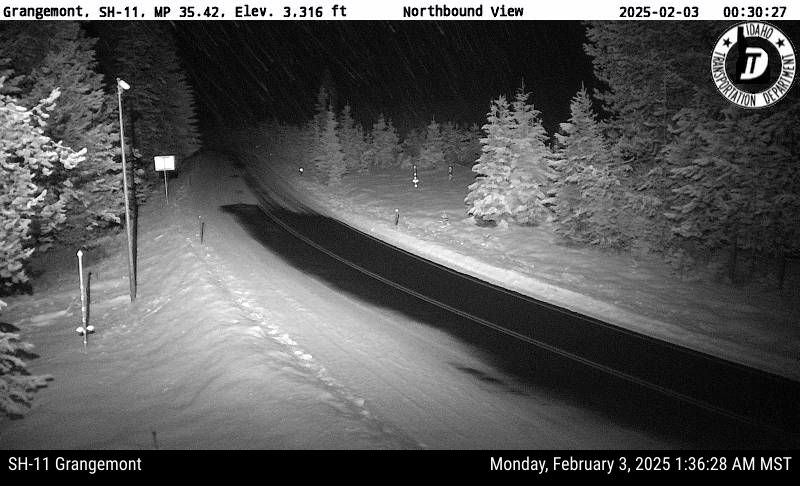 Grangemont, SH-11, MP 35.42, Elev. 3,316 ft Northbound View 2025-02-03 00:30:27
IDAHO
TRANSPORTATION DEPARTMENT
SH-11 Grangemont Monday, February 3, 2025 1:36:28 AM MST